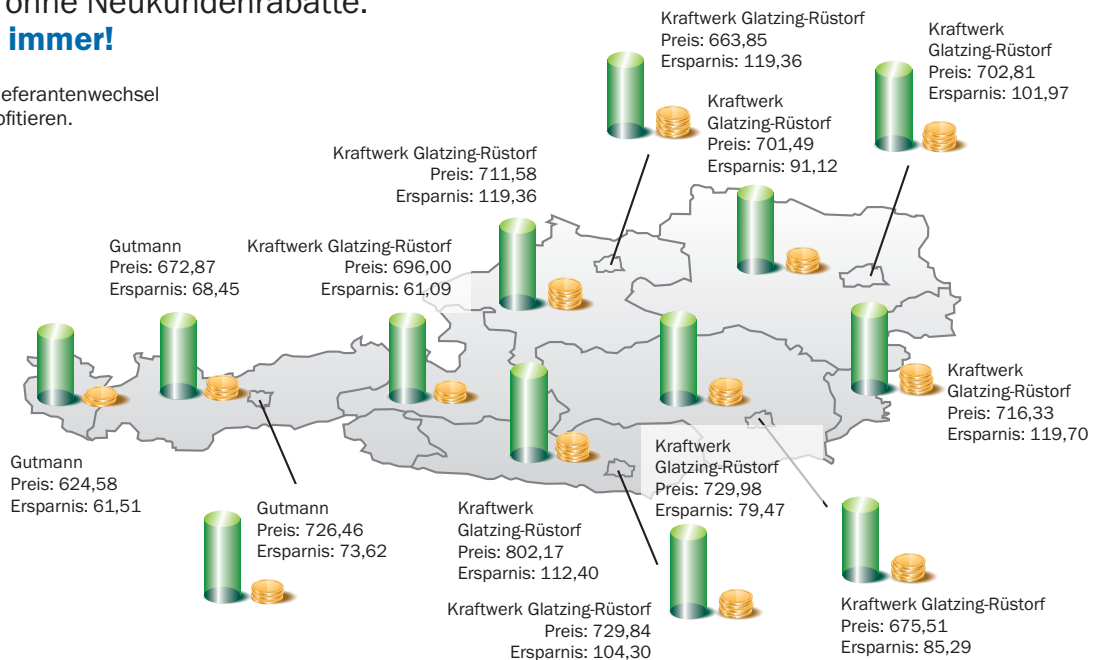 ohne Neukundenrabatte.
immer!
eferantenwechsel
ofitieren.
Kraftwerk Glatzing-Rüstorf
Preis: 663,85
Ersparnis: 119,36
Kraftwerk
Glatzing-Rüstorf
Preis: 702,81
Ersparnis: 101,97
Kraftwerk
Glatzing-Rüstorf
Preis: 701,49
Ersparnis: 91,12
Kraftwerk Glatzing-Rüstorf
Preis: 711,58
Ersparnis: 119,36
Gutmann
Preis: 672,87
Ersparnis: 68,45
Kraftwerk Glatzing-Rüstorf
Preis: 696,00
Ersparnis: 61,09
Kraftwerk
Glatzing-Rüstorf
Preis: 716,33
Ersparnis: 119,70
Gutmann
Preis: 624,58
Ersparnis: 61,51
Gutmann
Preis: 726,46
Ersparnis: 73,62
Kraftwerk
Glatzing-Rüstorf
Preis: 802,17
Ersparnis: 112,40
Kraftwerk
Glatzing-Rüstorf
Preis: 729,98
Ersparnis: 79,47
Kraftwerk Glatzing-Rüstorf
Preis: 729,84
Ersparnis: 104,30
Kraftwerk Glatzing-Rüstorf
Preis: 675,51
Ersparnis: 85,29